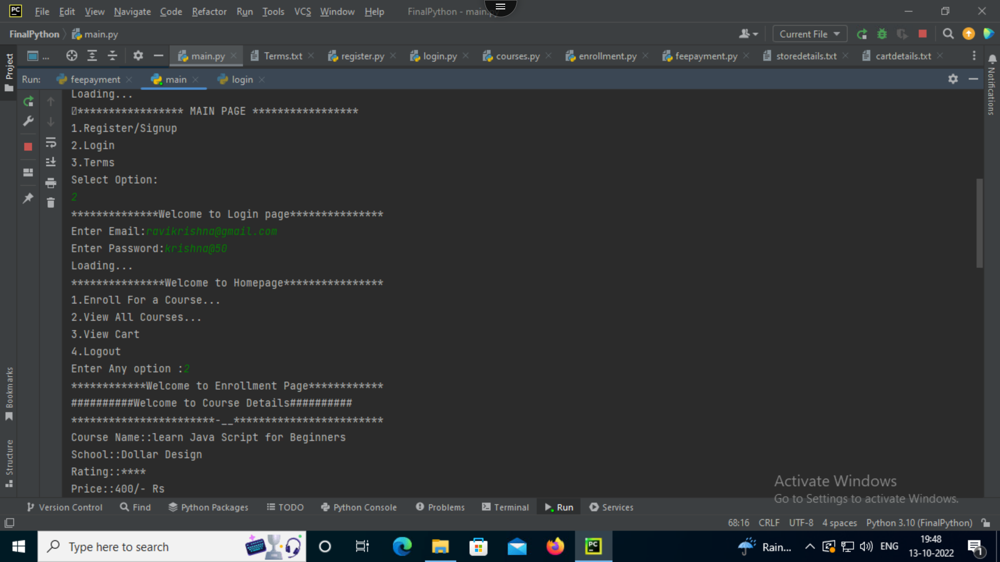 PC File Edit View Navigate Code Refactor Run Tools VCS Window Help FinalPython - main.py
FinalPython main.py Current File
... main.py Terms.txt register.py login.py courses.py enrollment.py feepayment.py storedetails.txt cartdetails.txt
Project
Notifications
Run: feepayment main login
Loading...
***************** MAIN PAGE *****************
1.Register/Signup
2.Login
3.Terms
Select Option:
2
**************Welcome to Login page***************
Enter Email:ravikrishna@gmail.com
Enter Password:krishna@50
Loading...
***************Welcome to Homepage****************
1.Enroll For a Course...
2.View All Courses...
3.View Cart
4.Logout
Enter Any option :2
************Welcome to Enrollment Page************
##########Welcome to Course Details##########
***********************-__************************
Course Name::learn Java Script for Beginners
School::Dollar Design
Rating::****
Price::400/- Rs
Bookmarks
Structure
Activate Windows
Go to Settings to activate Windows.
Version Control Find Python Packages TODO Python Console Problems Terminal Run Services
68:16 CRLF UTF-8 4 spaces Python 3.10 (FinalPython)
Type here to search PC Rain... ENG 19:48
13-10-2022 1